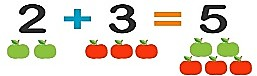 2 + 3 = 5